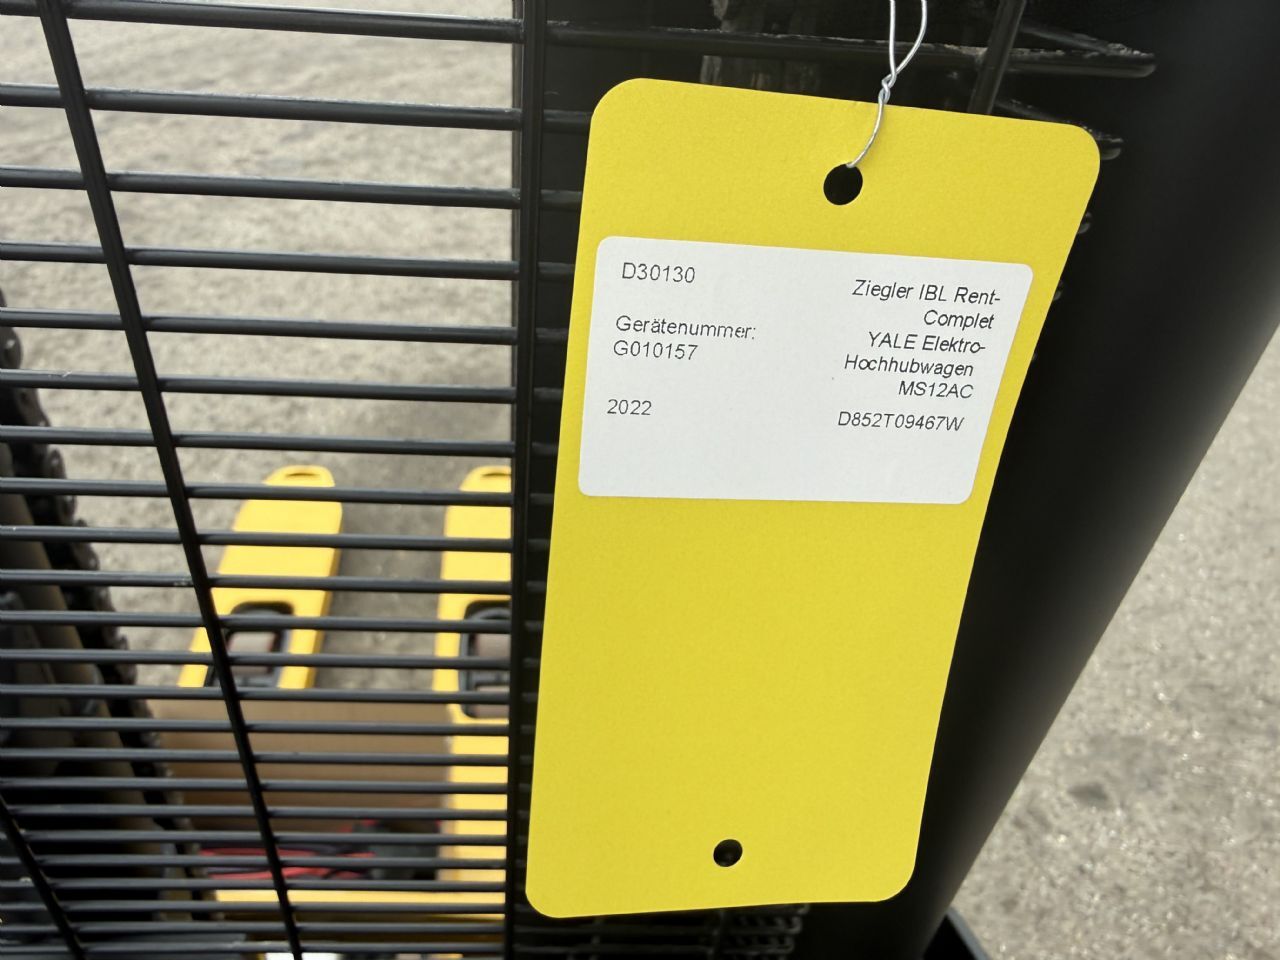 D30130
Gerätenummer:
G010157
2022
Ziegler IBL Rent-
Complet
YALE Elektro-
Hochhubwagen
MS12AC
D852T09467W